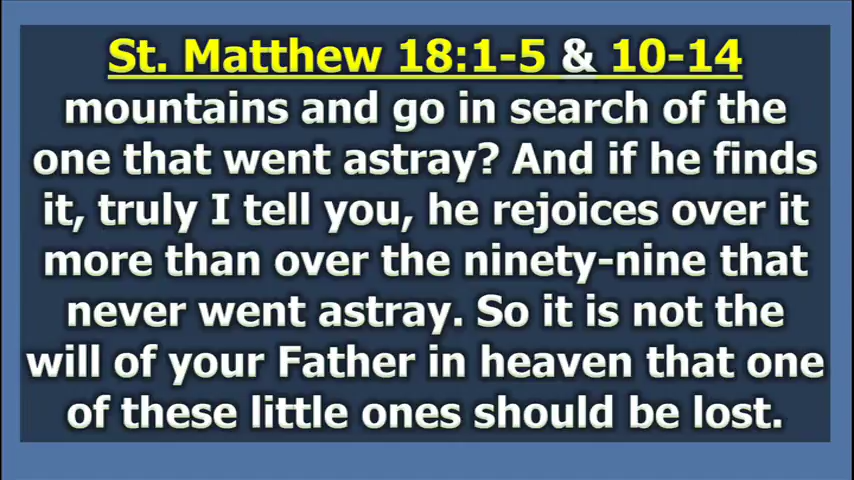 St. Matthew 18:1-5 & 10-14
mountains and go in search of the
one that went astray? And if he finds
it, truly I tell you, he rejoices over it
more than over the ninety-nine that
never went astray. So it is not the
will of your Father in heaven that one
of these little ones should be lost.